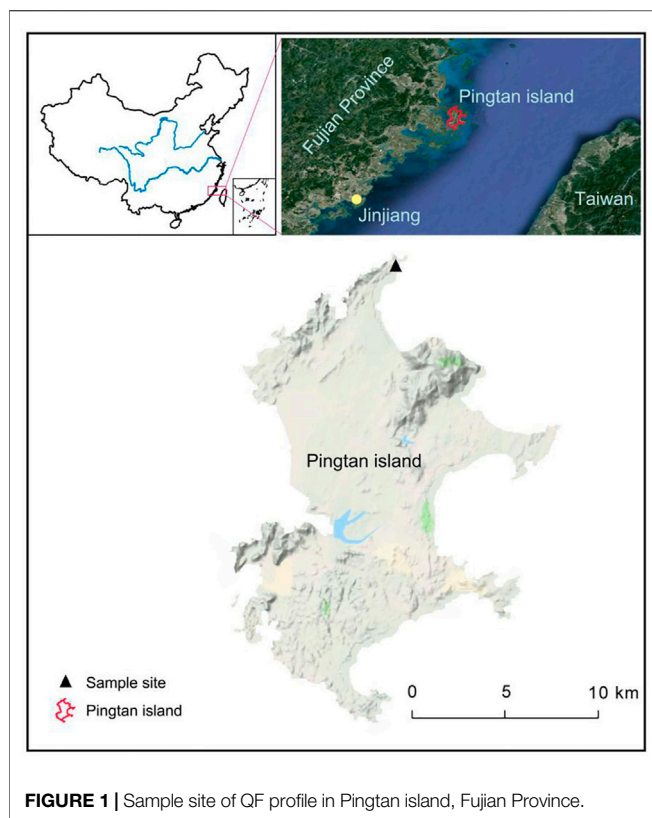 Fujian Province
Pingtan island
Jinjiang
Taiwan
Pingtan island
Sample site
Pingtan island
0 5 10 km
FIGURE 1 | Sample site of QF profile in Pingtan island, Fujian Province.